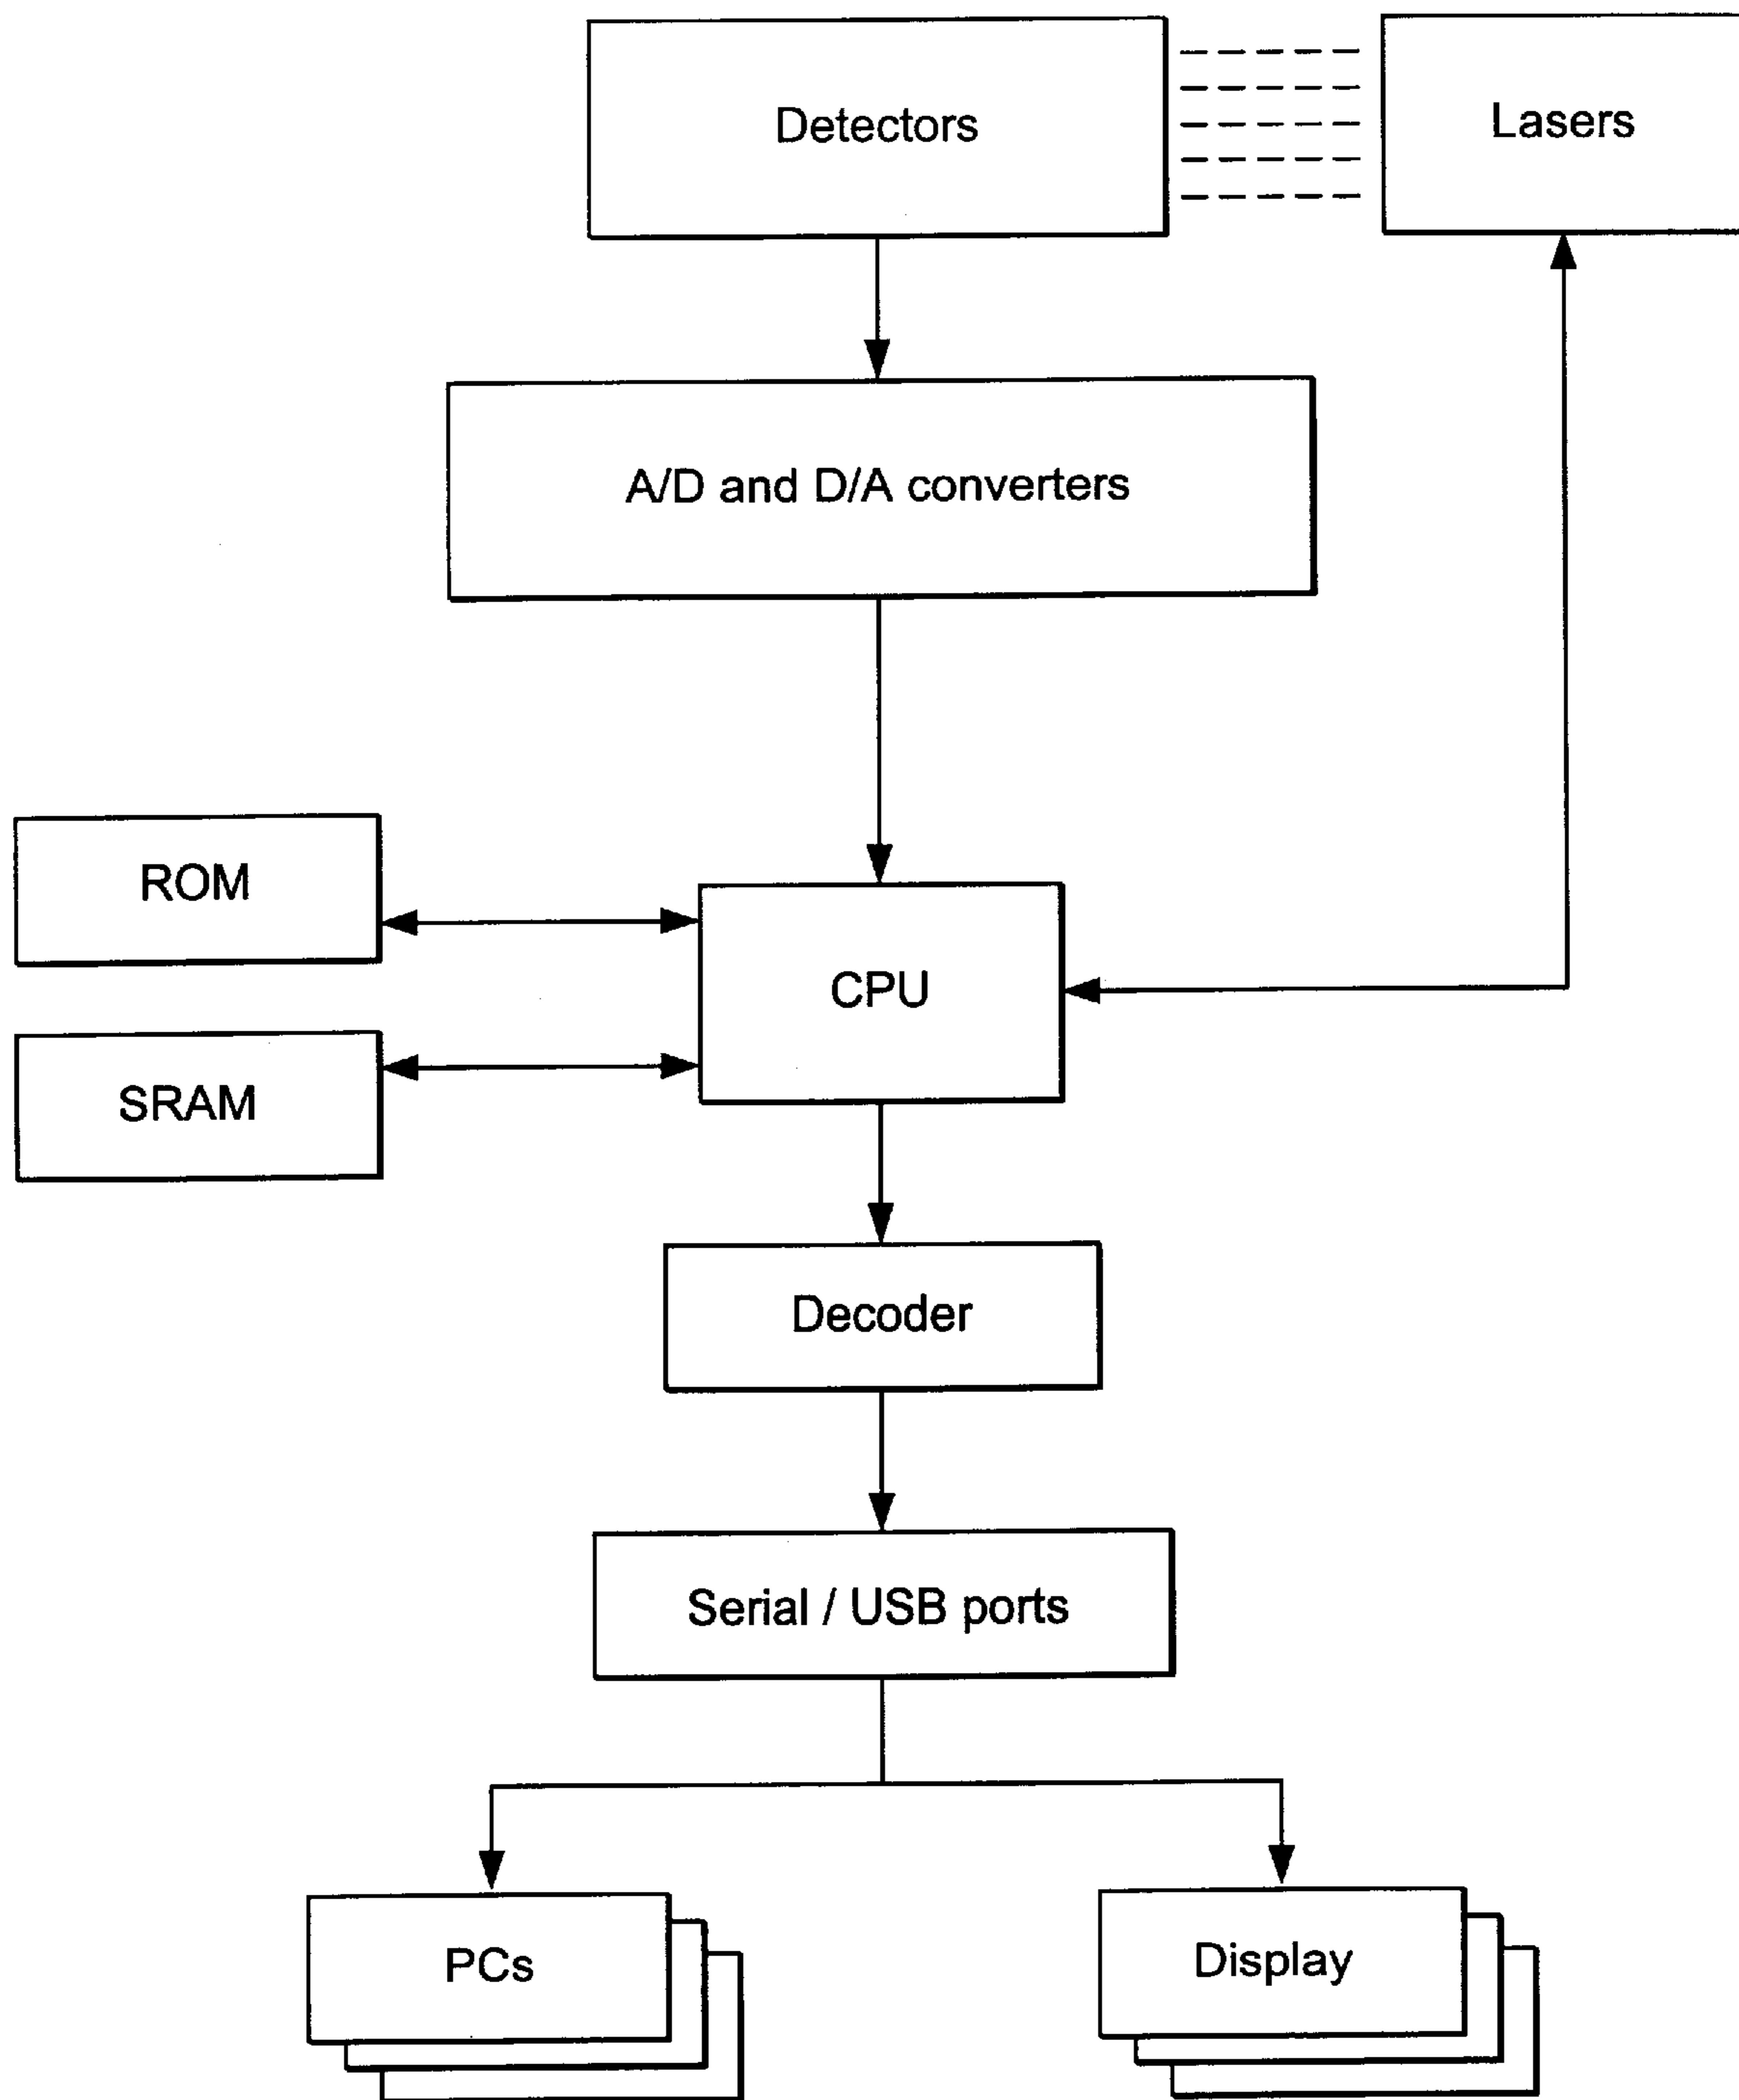 Detectors
Lasers
A/D and D/A converters
ROM
CPU
SRAM
Decoder
Serial / USB ports
PCs
Display